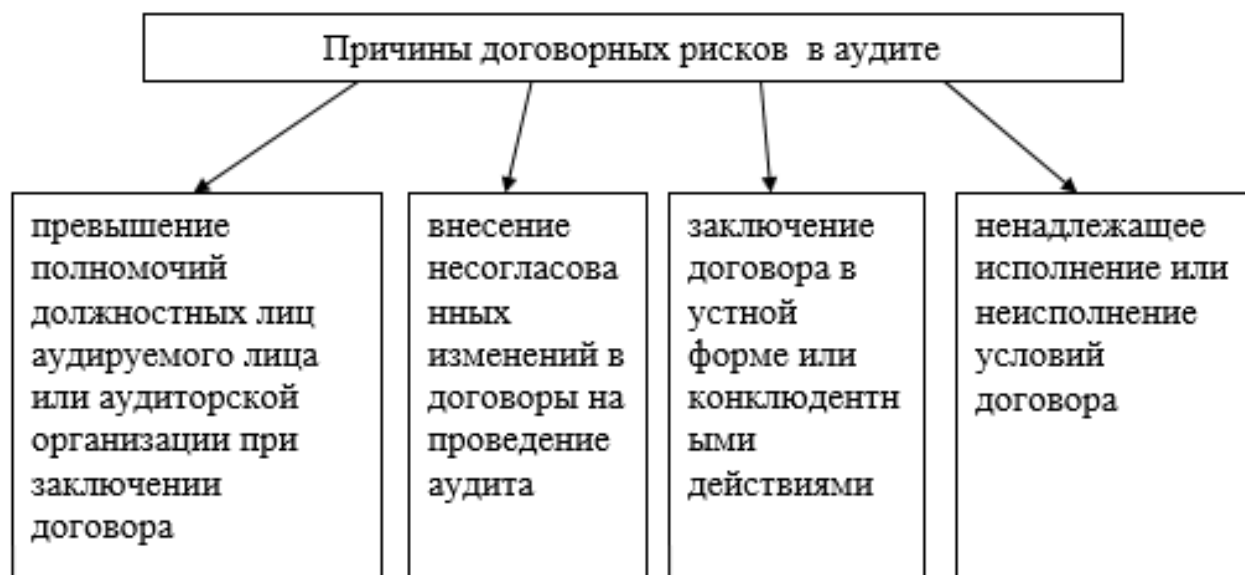 Причины договорных рисков в аудите
превышение
полномочий
должностных лиц
аудируемого лица
или аудиторской
организации при
заключении
договора
внесение
несогласова
нных
изменений в
договоры на
проведение
аудита
заключение
договора в
устной
форме или
конклюдентн
ыми
действиями
ненадлежащее
исполнение или
неисполнение
условий
договора